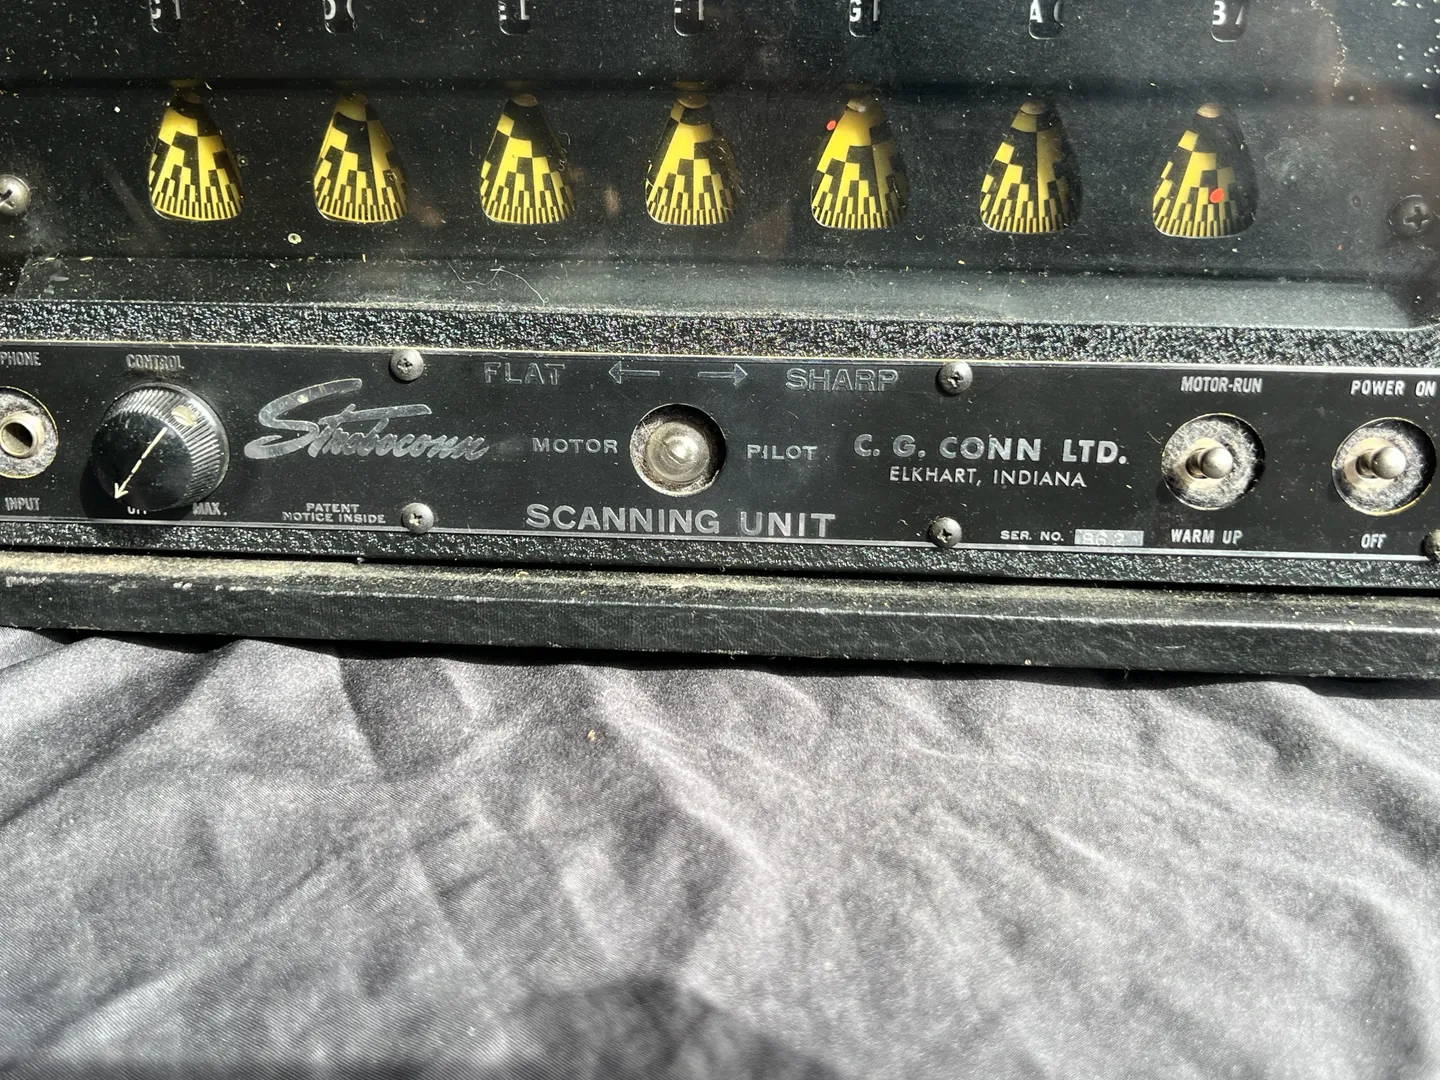 PHONE
CONTROL
FLAT ← → SHARP
MOTOR-RUN
POWER ON
Stroboconn
MOTOR
PILOT
C. G. CONN LTD.
ELKHART, INDIANA
INPUT
MAX.
PATENT
NOTICE INSIDE
SCANNING UNIT
SER. NO.
WARM UP
OFF